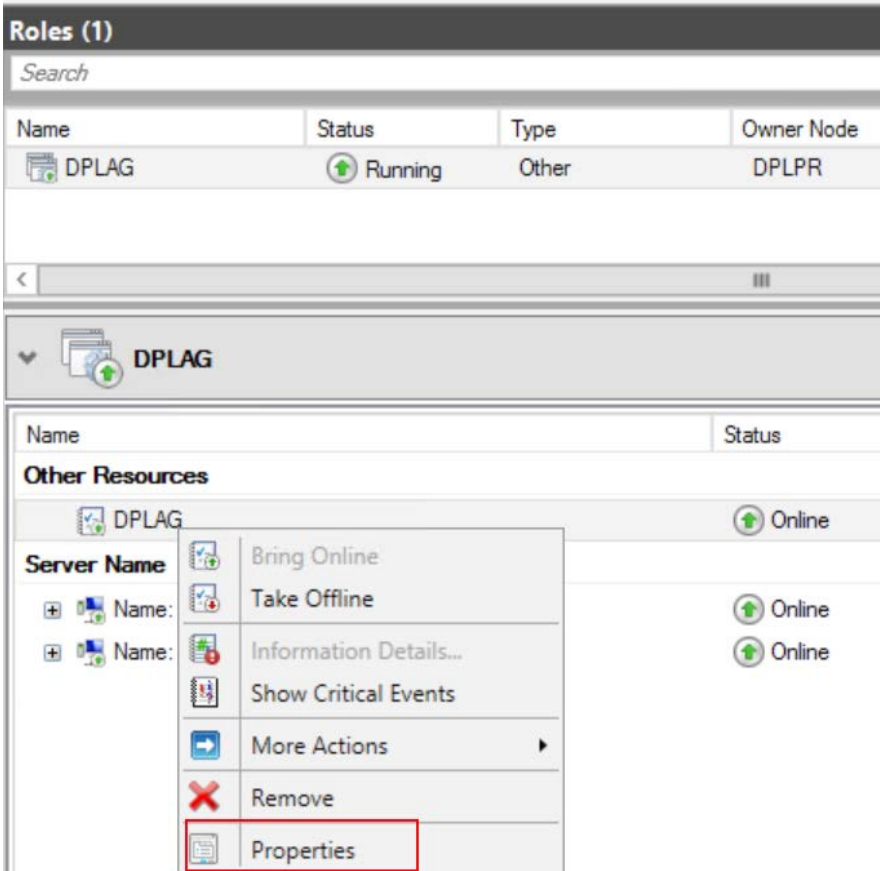 Roles (1)
Search
Name Status Type Owner Node
DPLAG Running Other DPLPR
DPLAG
Name Status
Other Resources
DPLAG Online
Bring Online
Server Name
Take Offline
Name: Online
Name: Online
Information Details...
Show Critical Events
More Actions
Remove
Properties